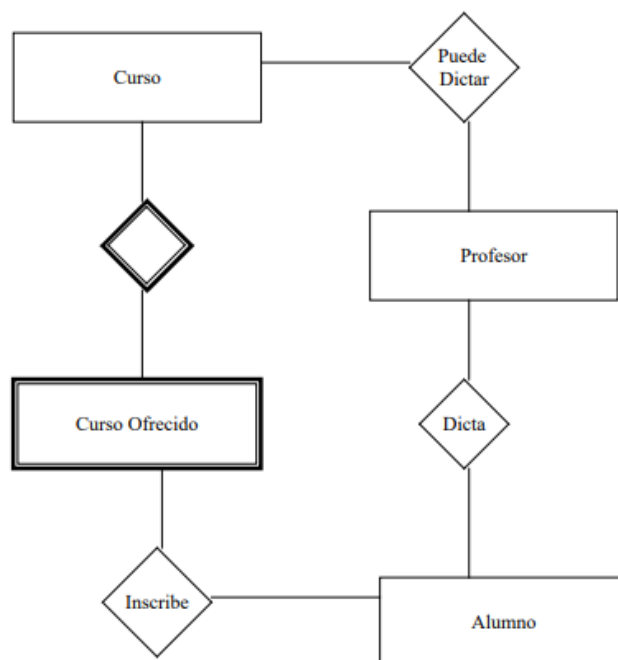 Curso
Puede
Dictar
Profesor
Curso Ofrecido
Dicta
Inscribe
Alumno